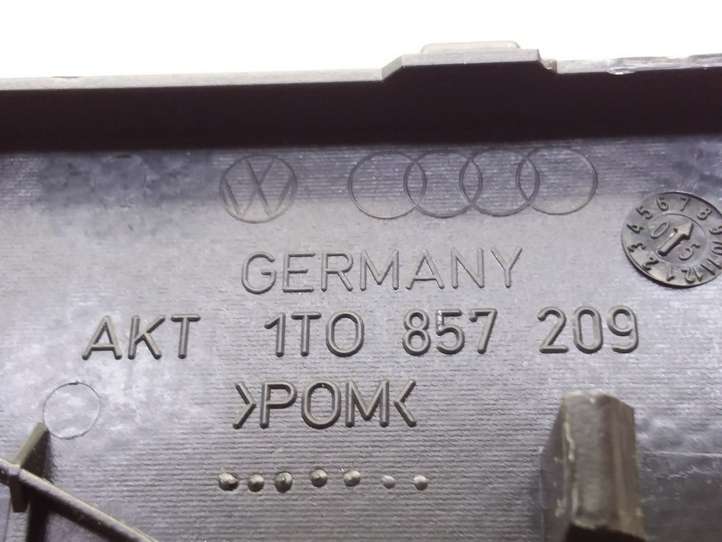 GERMANY
AKT 1T0 857 209
>POM<